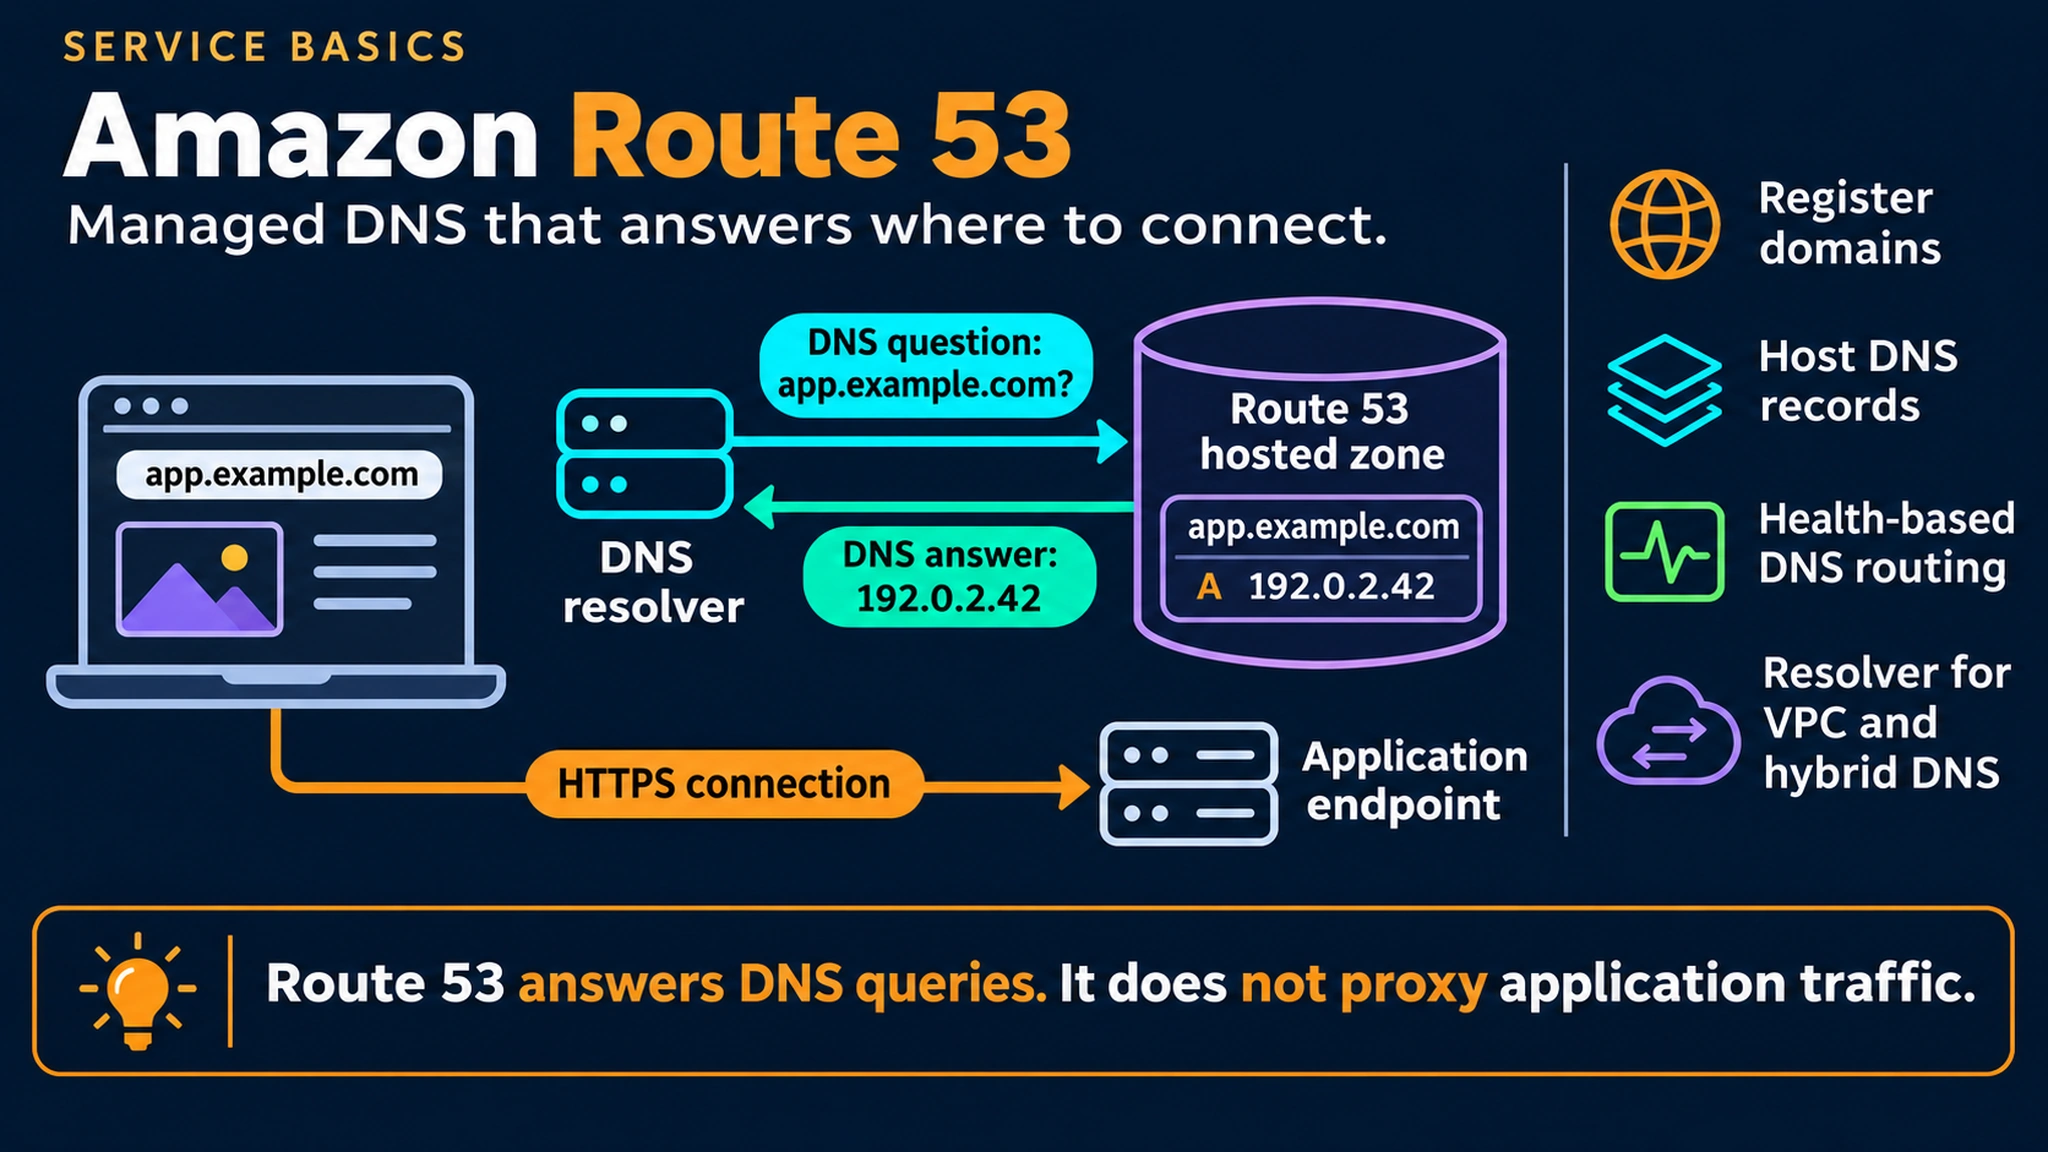 SERVICE BASICS
Amazon Route 53
Managed DNS that answers where to connect.
app.example.com
DNS
resolver
DNS question:
app.example.com?
DNS answer:
192.0.2.42
Route 53
hosted zone
app.example.com
A 192.0.2.42
HTTPS connection
Application
endpoint
Register
domains
Host DNS
records
Health-based
DNS routing
Resolver for
VPC and
hybrid DNS
Route 53 answers DNS queries. It does not proxy application traffic.